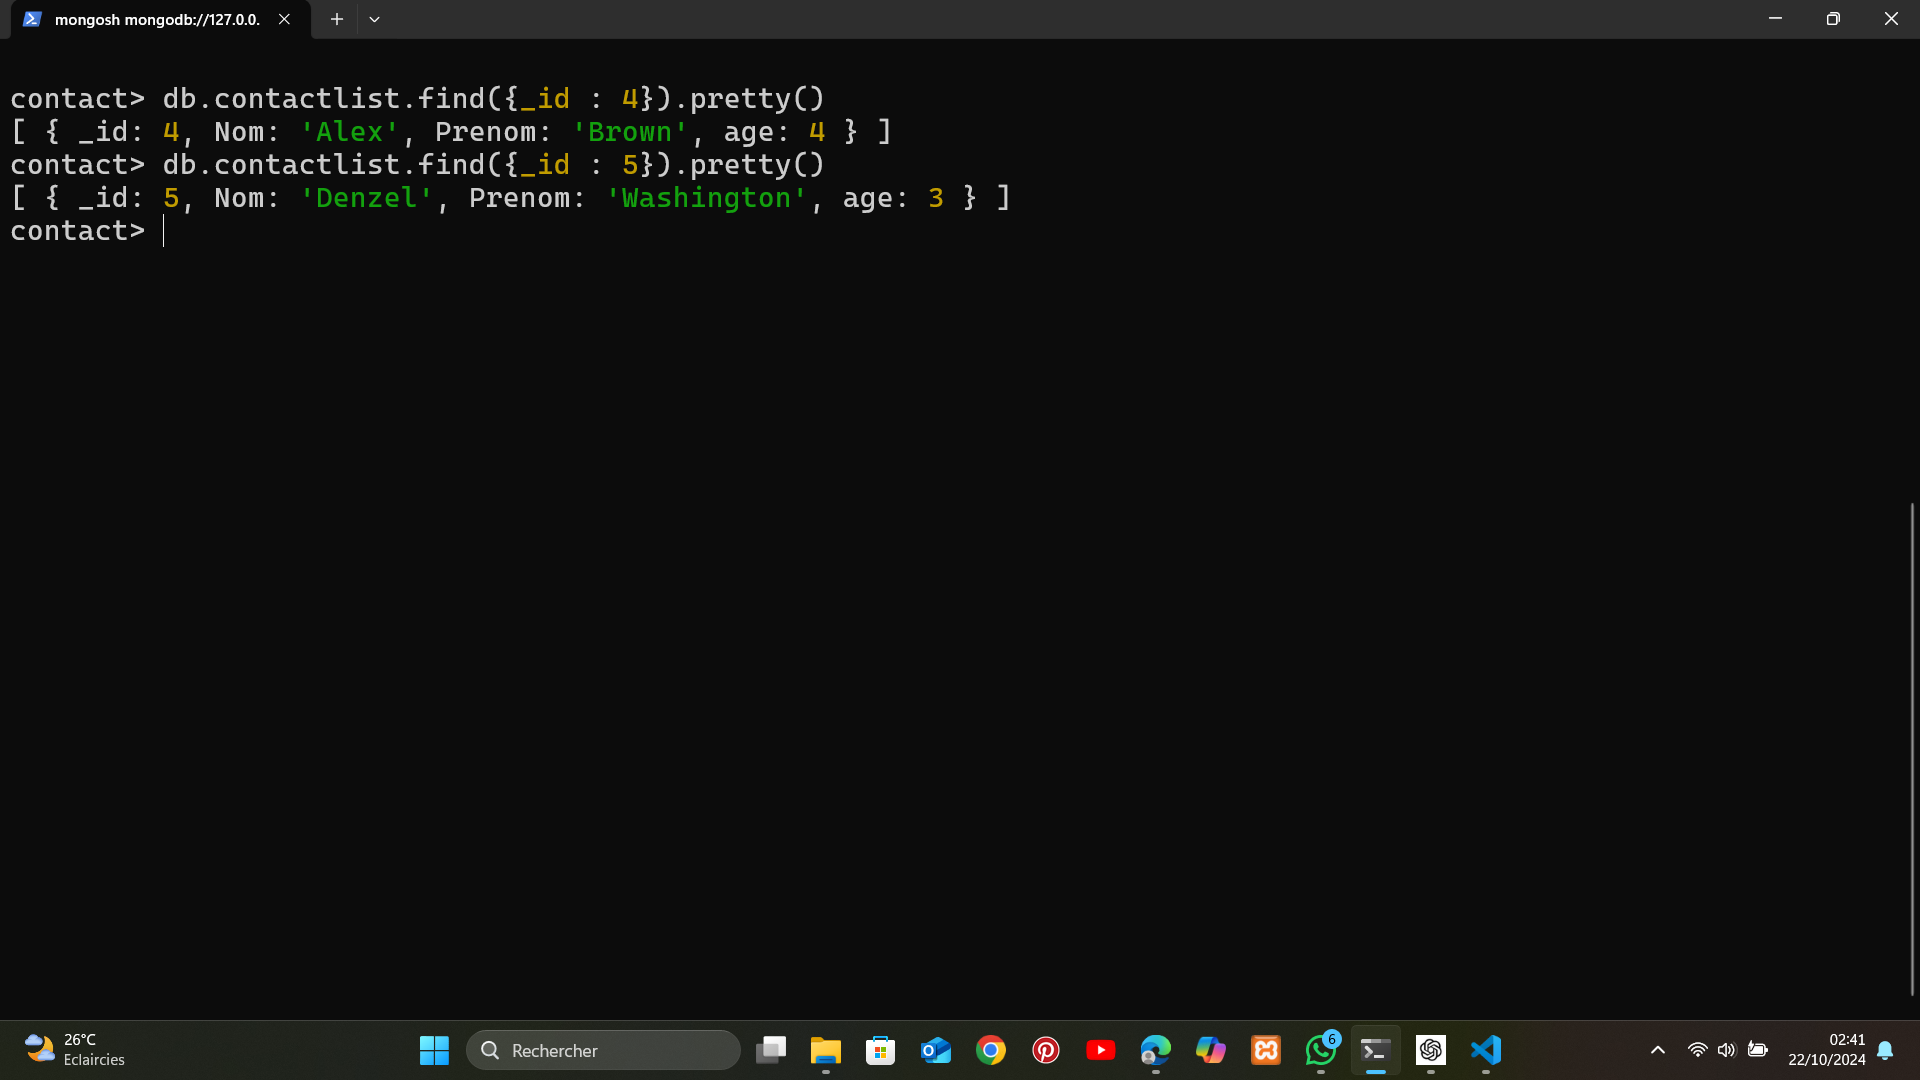 mongosh mongodb://127.0.0.
contact> db.contactlist.find({_id : 4}).pretty()
[ { _id: 4, Nom: 'Alex', Prenom: 'Brown', age: 4 } ]
contact> db.contactlist.find({_id : 5}).pretty()
[ { _id: 5, Nom: 'Denzel', Prenom: 'Washington', age: 3 } ]
contact>
26°C
Eclaircies
Rechercher
6
02:41
22/10/2024